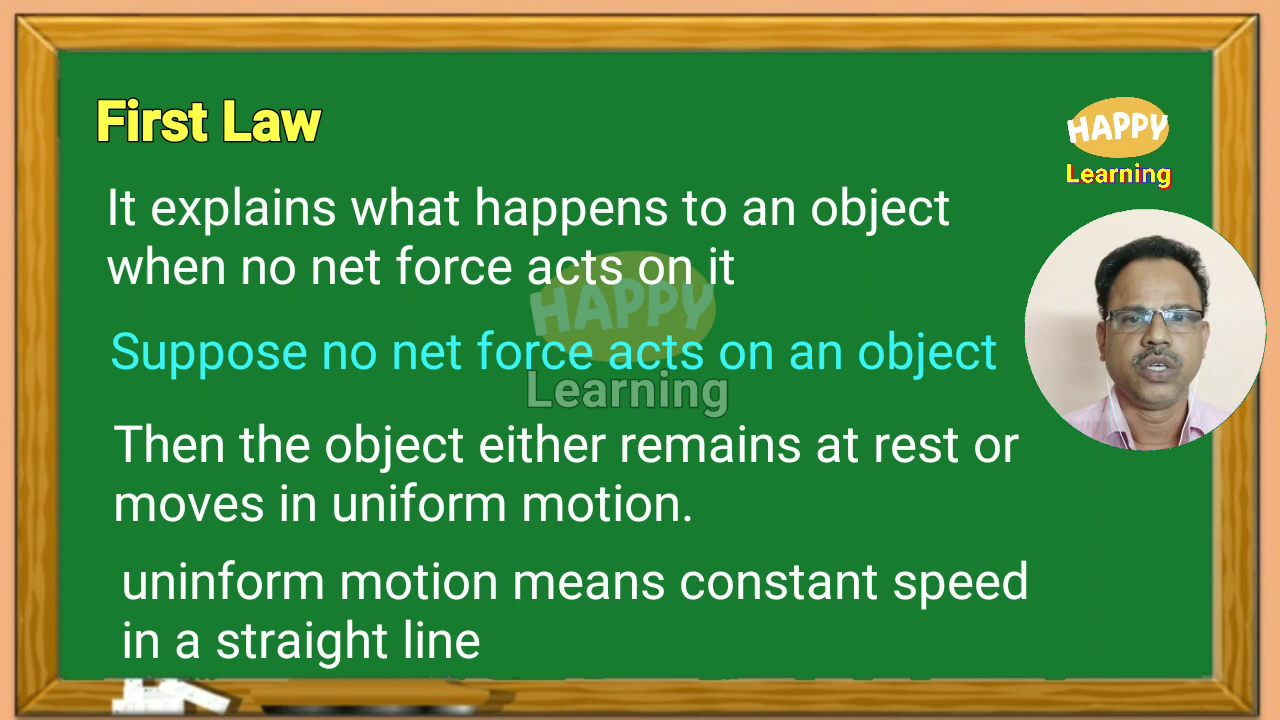 First Law
HAPPY
Learning
It explains what happens to an object
when no net force acts on it
HAPPY
Suppose no net force acts on an object
Learning
Then the object either remains at rest or
moves in uniform motion.
uninform motion means constant speed
in a straight line